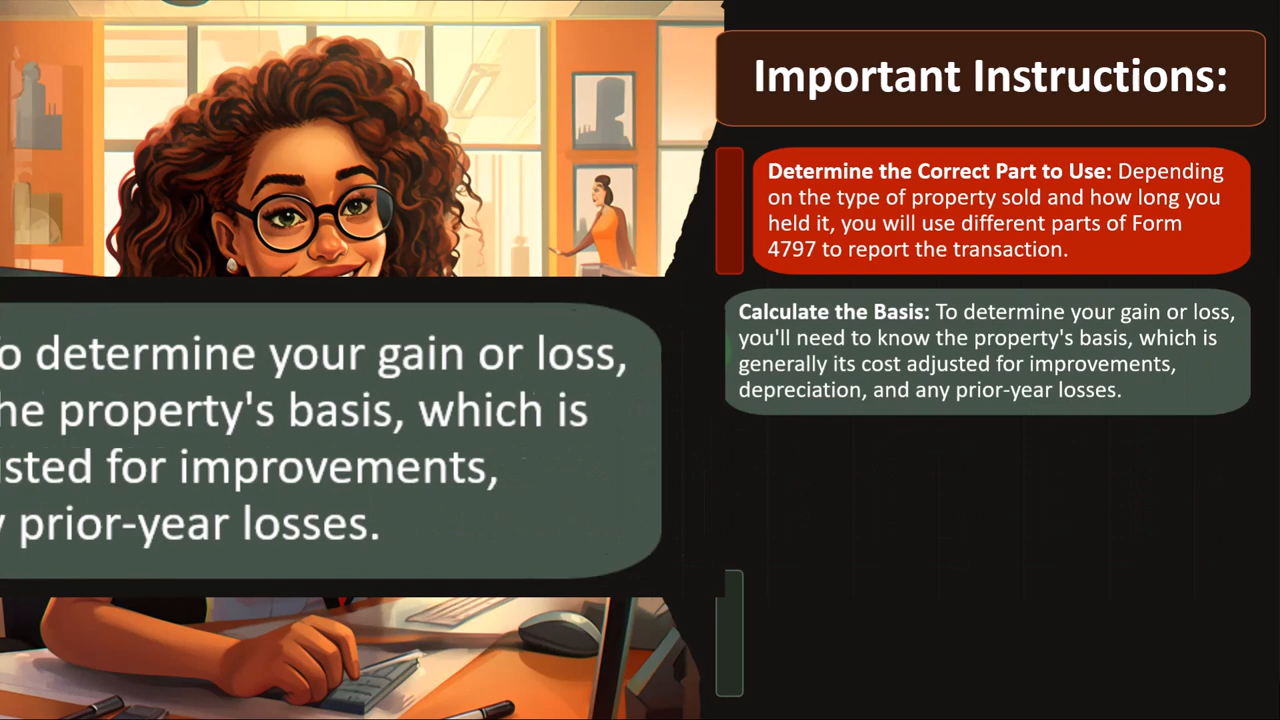 Important Instructions:
Determine the Correct Part to Use: Depending
on the type of property sold and how long you
held it, you will use different parts of Form
4797 to report the transaction.
Calculate the Basis: To determine your gain or loss,
you'll need to know the property's basis, which is
generally its cost adjusted for improvements,
depreciation, and any prior-year losses.
determine your gain or loss,
property's basis, which is
for improvements,
prior-year losses.